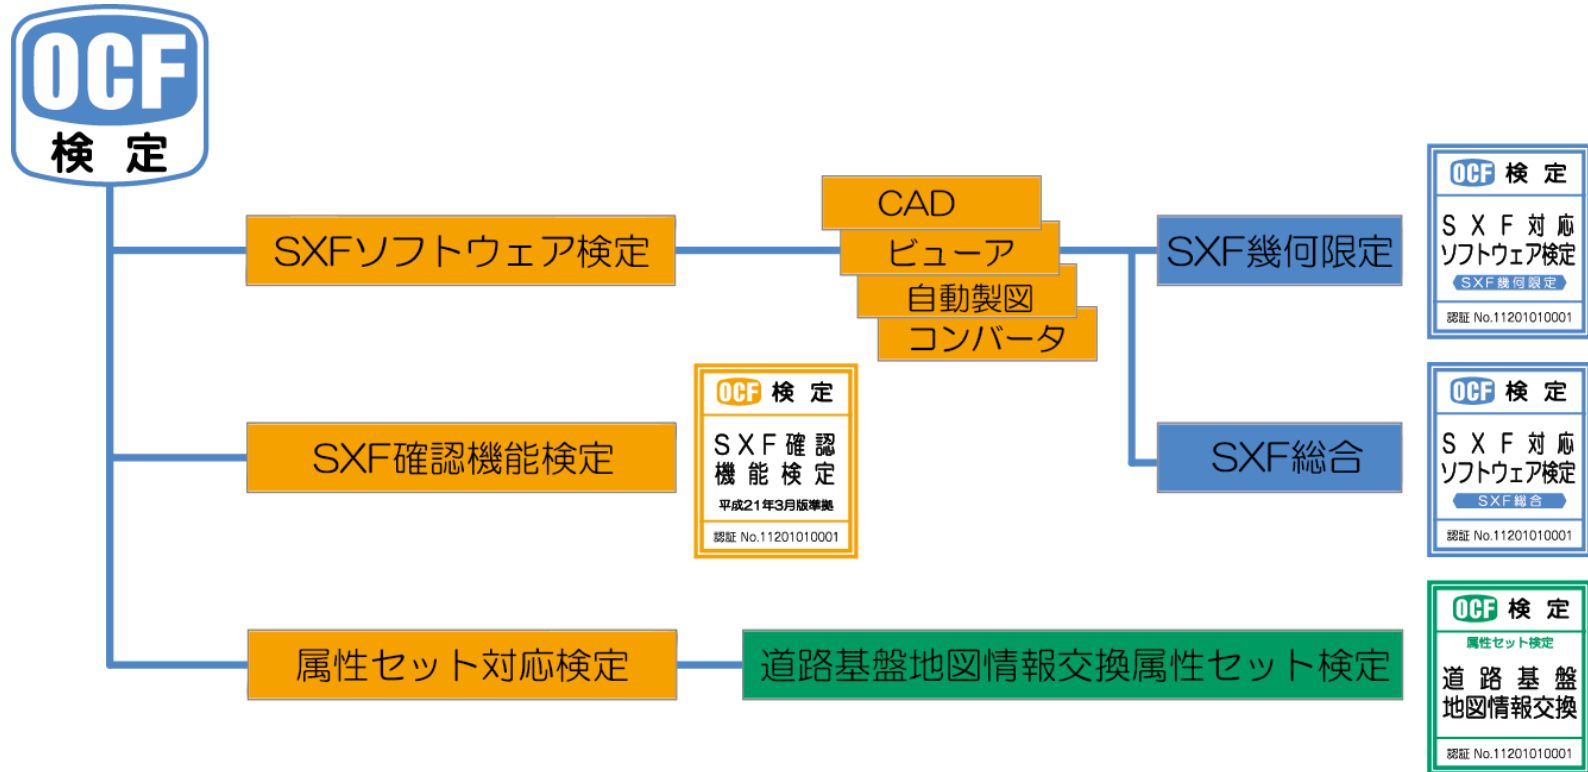 OCF
検 定
SXFソフトウェア検定
CAD
ビューア
自動製図
コンバータ
SXF幾何限定
OCF 検 定
S X F 対 応
ソフトウェア検定
SXF幾何限定
認証 No.11201010001
SXF確認機能検定
OCF 検 定
SXF確認
機能検定
平成21年3月版準拠
認証 No.11201010001
SXF総合
OCF 検 定
S X F 対 応
ソフトウェア検定
SXF総合
認証 No.11201010001
属性セット対応検定
道路基盤地図情報交換属性セット検定
OCF 検 定
属性セット検定
道 路 基 盤
地図情報交換
認証 No.11201010001